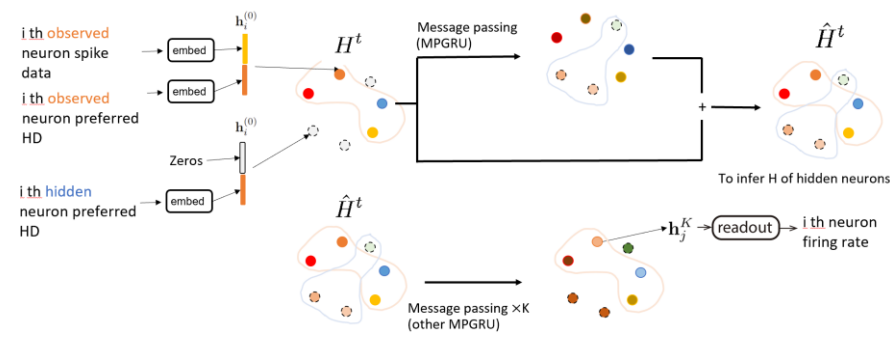 i th observed
neuron spike
data
embed
h_i^(0)
i th observed
neuron preferred
HD
embed
H^t
Message passing
(MPGRU)
+
Ĥ^t
To infer H of hidden neurons
h_i^(0)
Zeros
i th hidden
neuron preferred
HD
embed
Ĥ^t
Message passing ×K
(other MPGRU)
h_j^K
readout
i th neuron
firing rate